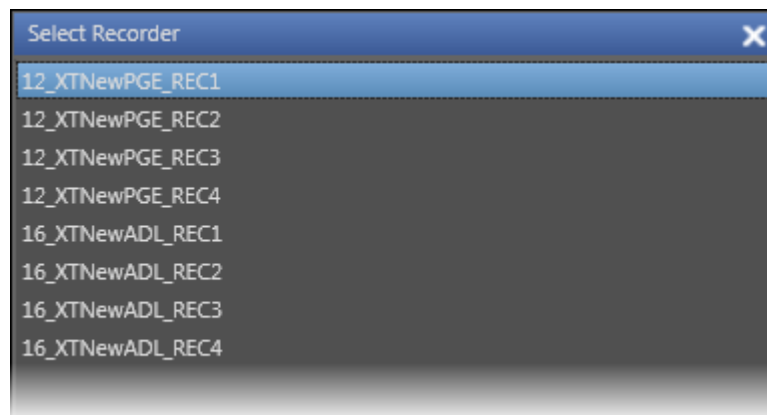 Select Recorder
12_XTNewPGE_REC1
12_XTNewPGE_REC2
12_XTNewPGE_REC3
12_XTNewPGE_REC4
16_XTNewADL_REC1
16_XTNewADL_REC2
16_XTNewADL_REC3
16_XTNewADL_REC4